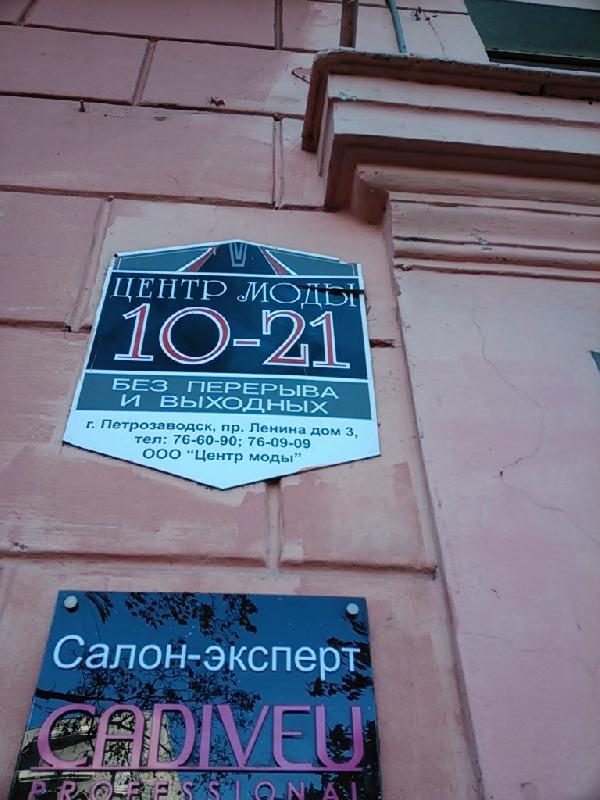 ЦЕНТР МОДЫ
10-21
БЕЗ ПЕРЕРЫВА
И ВЫХОДНЫХ
г. Петрозаводск, пр. Ленина дом 3,
тел: 76-60-90; 76-09-09
ООО "Центр моды"
Салон-эксперт
CADIVEU
PROFESSIONAL